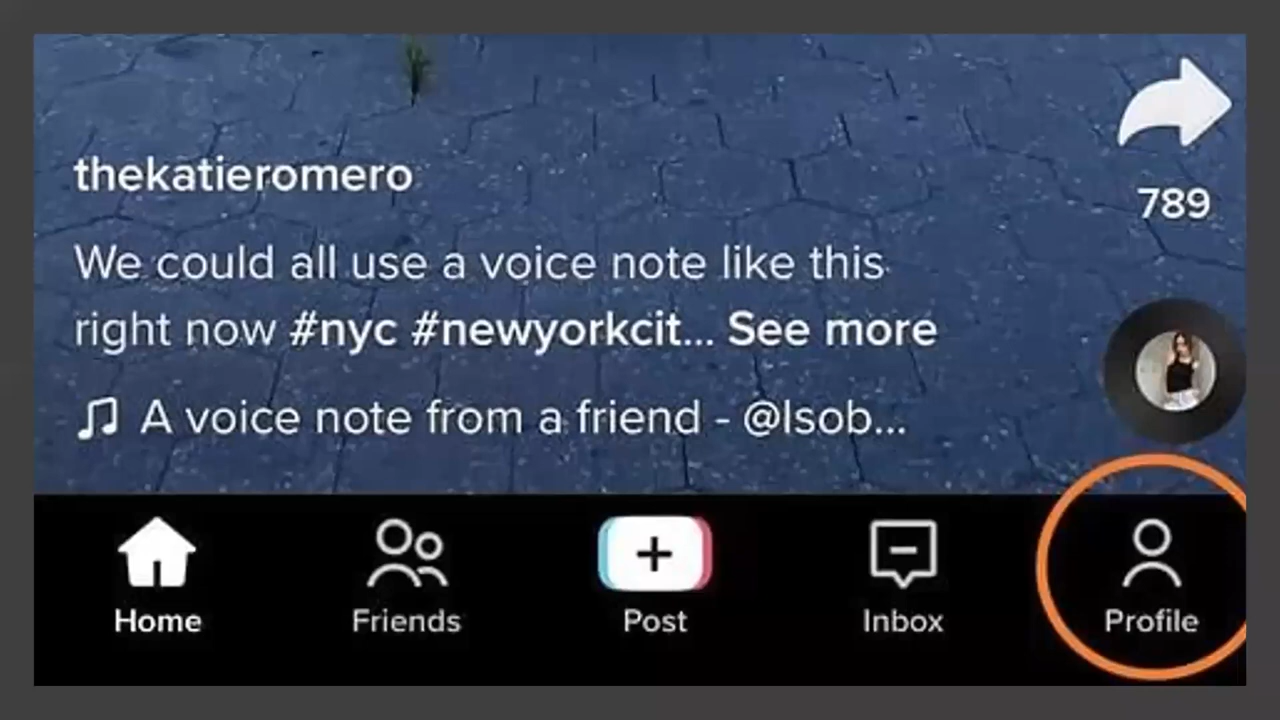 thekatieromero
789
We could all use a voice note like this
right now #nyc #newyorkcit... See more
A voice note from a friend - @lsob...
Home Friends Post Inbox Profile